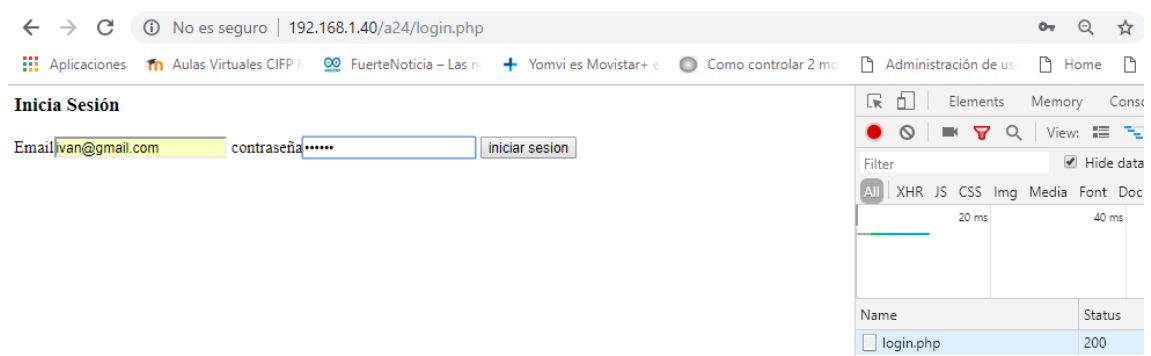 No es seguro | 192.168.1.40/a24/login.php
Aplicaciones Aulas Virtuales CIFP FuerteNoticia – Las Yomvi es Movistar+ Como controlar 2 Administración de Home
Inicia Sesión
Email ivan@gmail.com contraseña •••••• iniciar sesion
Elements Memory
View:
Filter Hide data
All XHR JS CSS Img Media Font Doc
20 ms 40 ms
Name Status
login.php 200